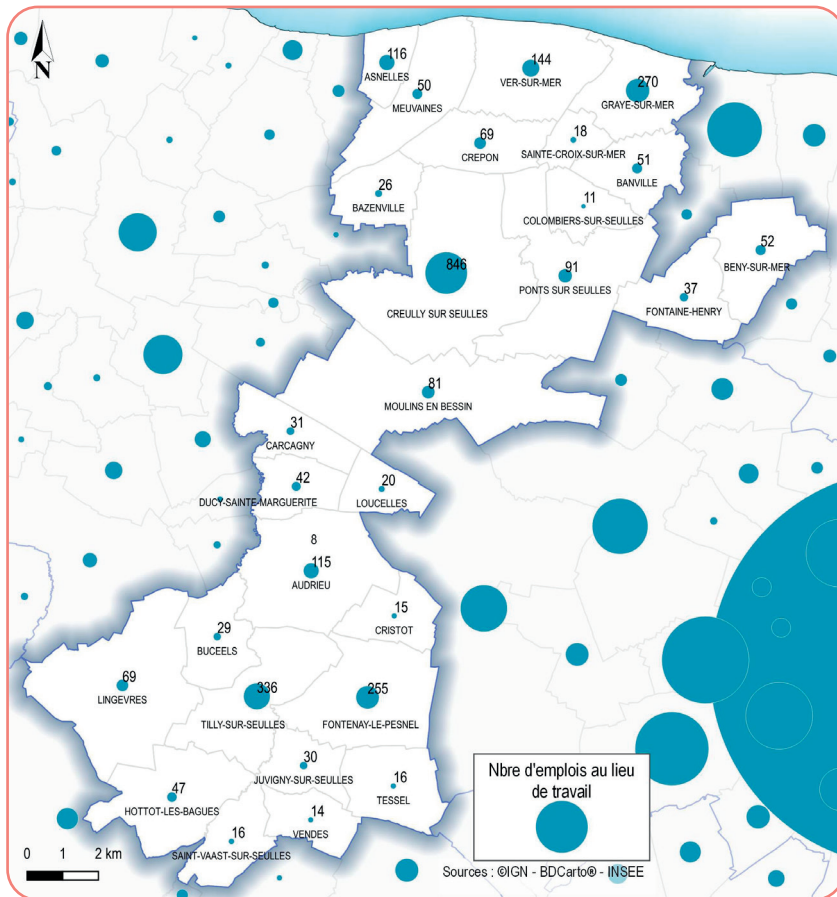 N
116
ASNELLES
50
MEUVAINES
144
VER-SUR-MER
270
GRAYE-SUR-MER
69
CREPON
18
SAINTE-CROIX-SUR-MER
51
BANVILLE
26
BAZENVILLE
11
COLOMBIERS-SUR-SEULLES
52
BENY-SUR-MER
846
CREULLY SUR SEULLES
91
PONTS SUR SEULLES
37
FONTAINE-HENRY
81
MOULINS EN BESSIN
31
CARCAGNY
42
DUCY-SAINTE-MARGUERITE
20
LOUCELLES
8
115
AUDRIEU
15
CRISTOT
29
BUCEELS
69
LINGEVRES
336
TILLY-SUR-SEULLES
255
FONTENAY-LE-PESNEL
30
JUVIGNY-SUR-SEULLES
16
TESSEL
47
HOTTOT-LES-BAGUES
14
VENDES
16
SAINT-VAAST-SUR-SEULLES
Nbre d'emplois au lieu
de travail
0 1 2 km
Sources : ©IGN - BDCarto® - INSEE